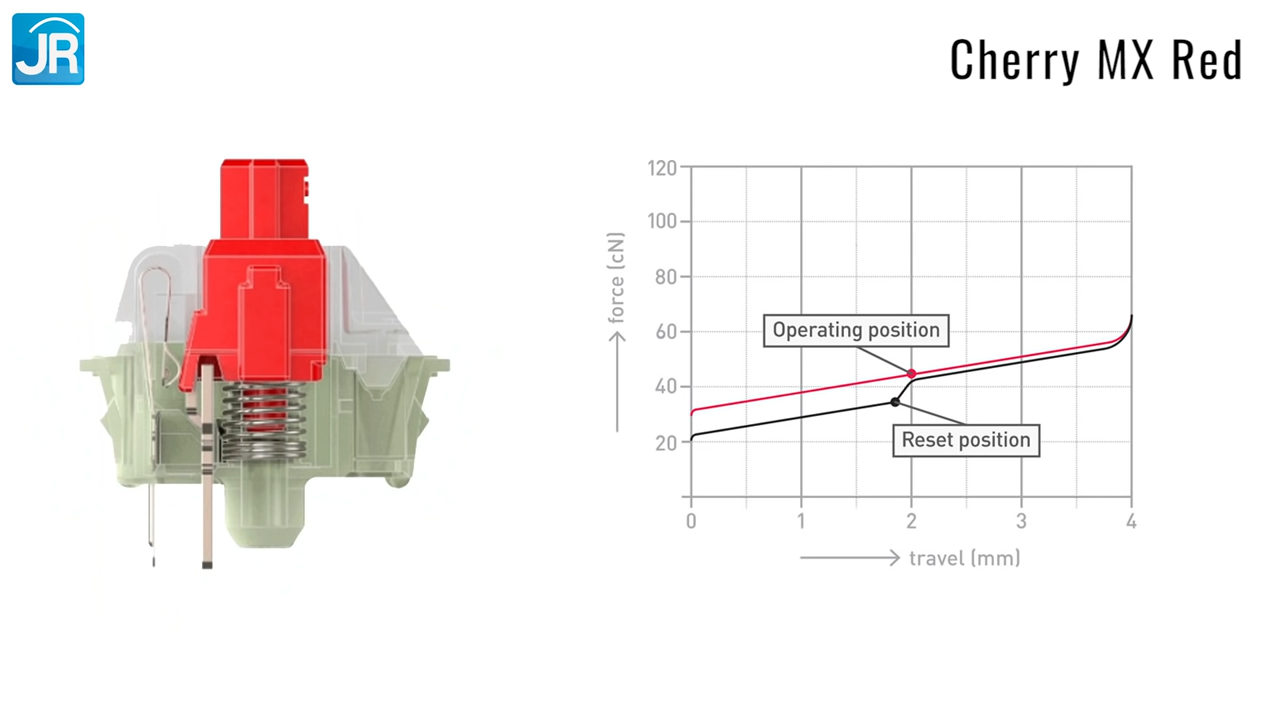 JR
Cherry MX Red
120
100
80
60
40
20
force (cN)
Operating position
Reset position
0 1 2 3 4
travel (mm)